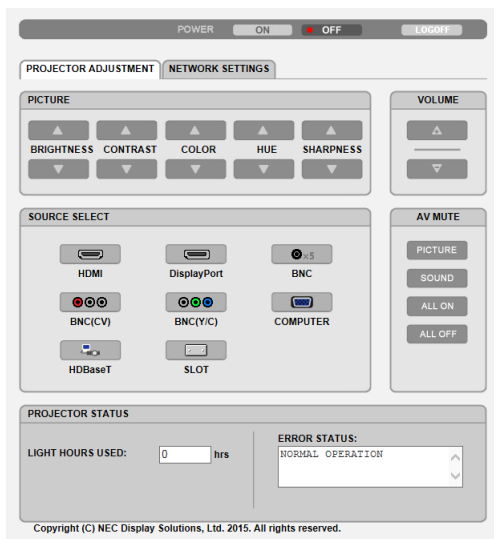 POWER ON OFF LOGOFF
PROJECTOR ADJUSTMENT NETWORK SETTINGS
PICTURE
BRIGHTNESS CONTRAST COLOR HUE SHARPNESS
VOLUME
SOURCE SELECT
HDMI DisplayPort ×5 BNC
BNC(CV) BNC(Y/C) COMPUTER
HDBaseT SLOT
AV MUTE
PICTURE
SOUND
ALL ON
ALL OFF
PROJECTOR STATUS
LIGHT HOURS USED: 0 hrs
ERROR STATUS:
NORMAL OPERATION
Copyright (C) NEC Display Solutions, Ltd. 2015. All rights reserved.